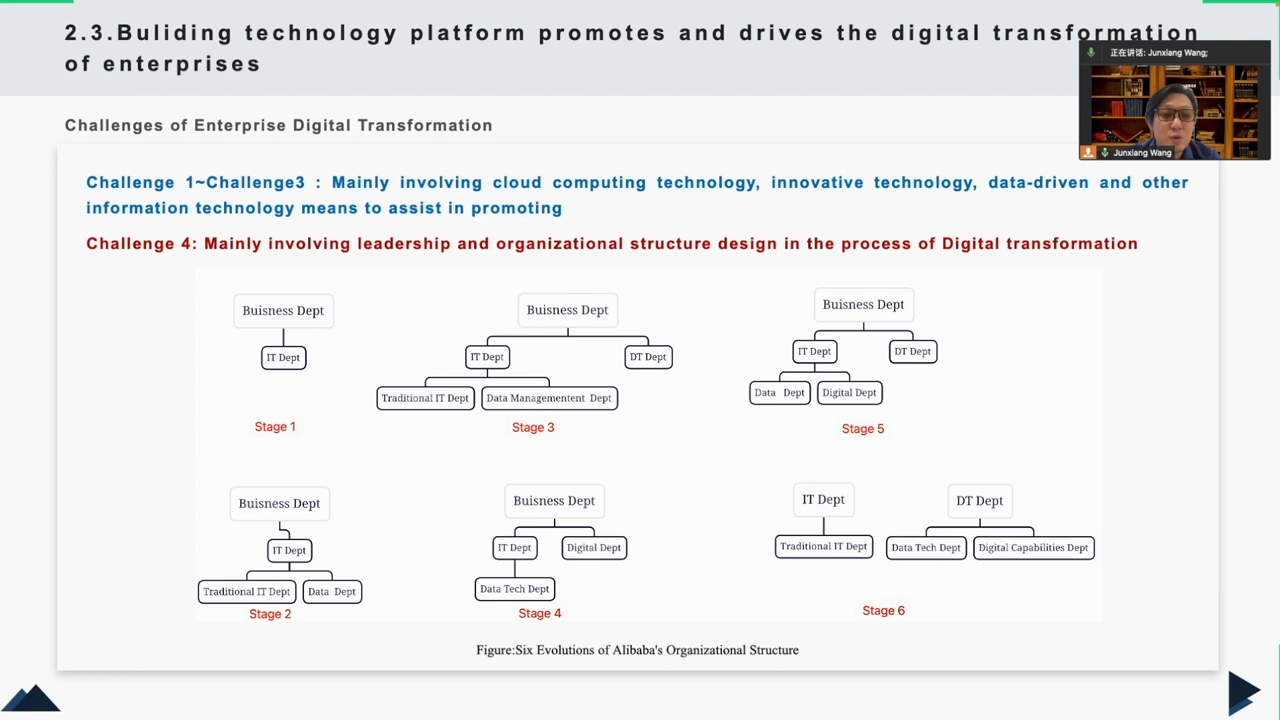 2.3.Buliding technology platform promotes and drives the digital transformation
of enterprises
正在讲话: Junxiang Wang;
Junxiang Wang
Challenges of Enterprise Digital Transformation
Challenge 1~Challenge3 : Mainly involving cloud computing technology, innovative technology, data-driven and other
information technology means to assist in promoting
Challenge 4: Mainly involving leadership and organizational structure design in the process of Digital transformation
Buisness Dept
IT Dept
Stage 1
Buisness Dept
IT Dept
DT Dept
Traditional IT Dept
Data Managementent Dept
Stage 3
Buisness Dept
IT Dept
DT Dept
Data Dept
Digital Dept
Stage 5
Buisness Dept
IT Dept
Traditional IT Dept
Data Dept
Stage 2
Buisness Dept
IT Dept
Digital Dept
Data Tech Dept
Stage 4
IT Dept
DT Dept
Traditional IT Dept
Data Tech Dept
Digital Capabilities Dept
Stage 6
Figure:Six Evolutions of Alibaba's Organizational Structure